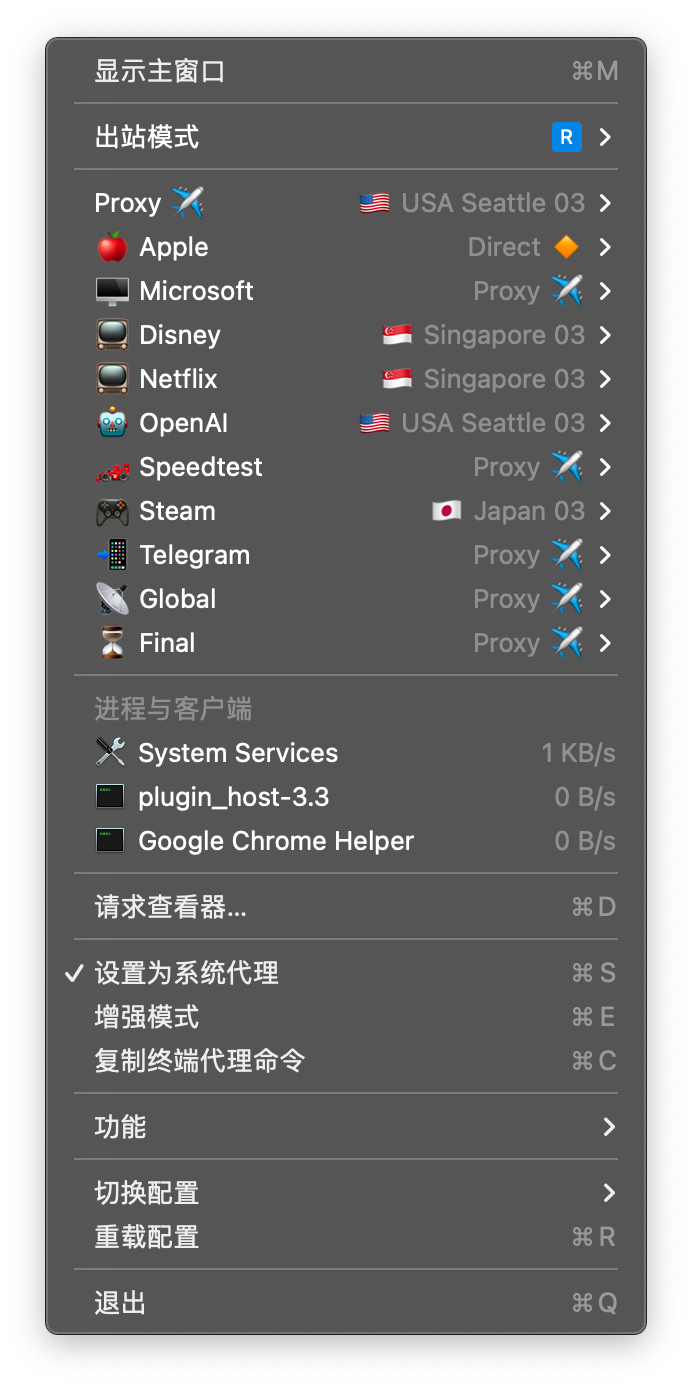 显示主窗口 ⌘M
出站模式 R
Proxy ✈️ 🇺🇸 USA Seattle 03
🍎 Apple Direct 🔶
🖥️ Microsoft Proxy ✈️
📺 Disney 🇸🇬 Singapore 03
📺 Netflix 🇸🇬 Singapore 03
🤖 OpenAI 🇺🇸 USA Seattle 03
🏎️ Speedtest Proxy ✈️
🎮 Steam 🇯🇵 Japan 03
📲 Telegram Proxy ✈️
📡 Global Proxy ✈️
⏳ Final Proxy ✈️
进程与客户端
System Services 1 KB/s
plugin_host-3.3 0 B/s
Google Chrome Helper 0 B/s
请求查看器... ⌘D
✓ 设置为系统代理 ⌘S
增强模式 ⌘E
复制终端代理命令 ⌘C
功能
切换配置
重载配置 ⌘R
退出 ⌘Q